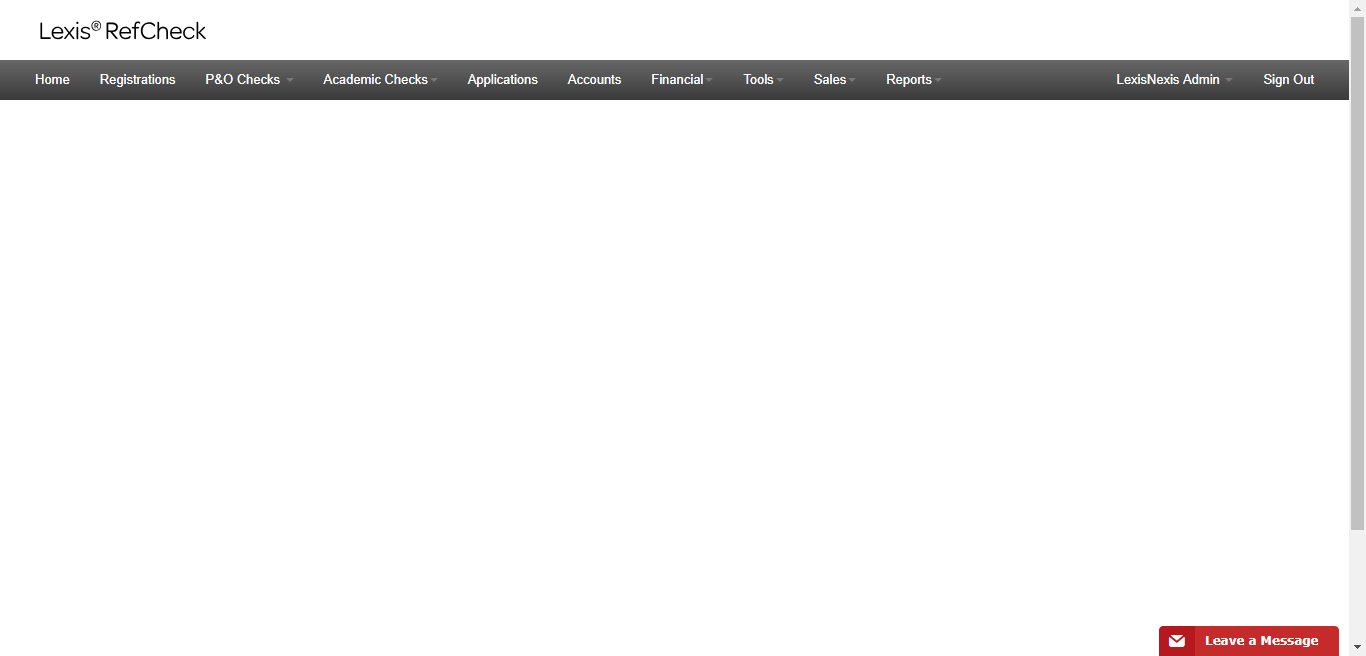 Lexis® RefCheck
Home Registrations P&O Checks Academic Checks Applications Accounts Financial Tools Sales Reports LexisNexis Admin Sign Out
Leave a Message